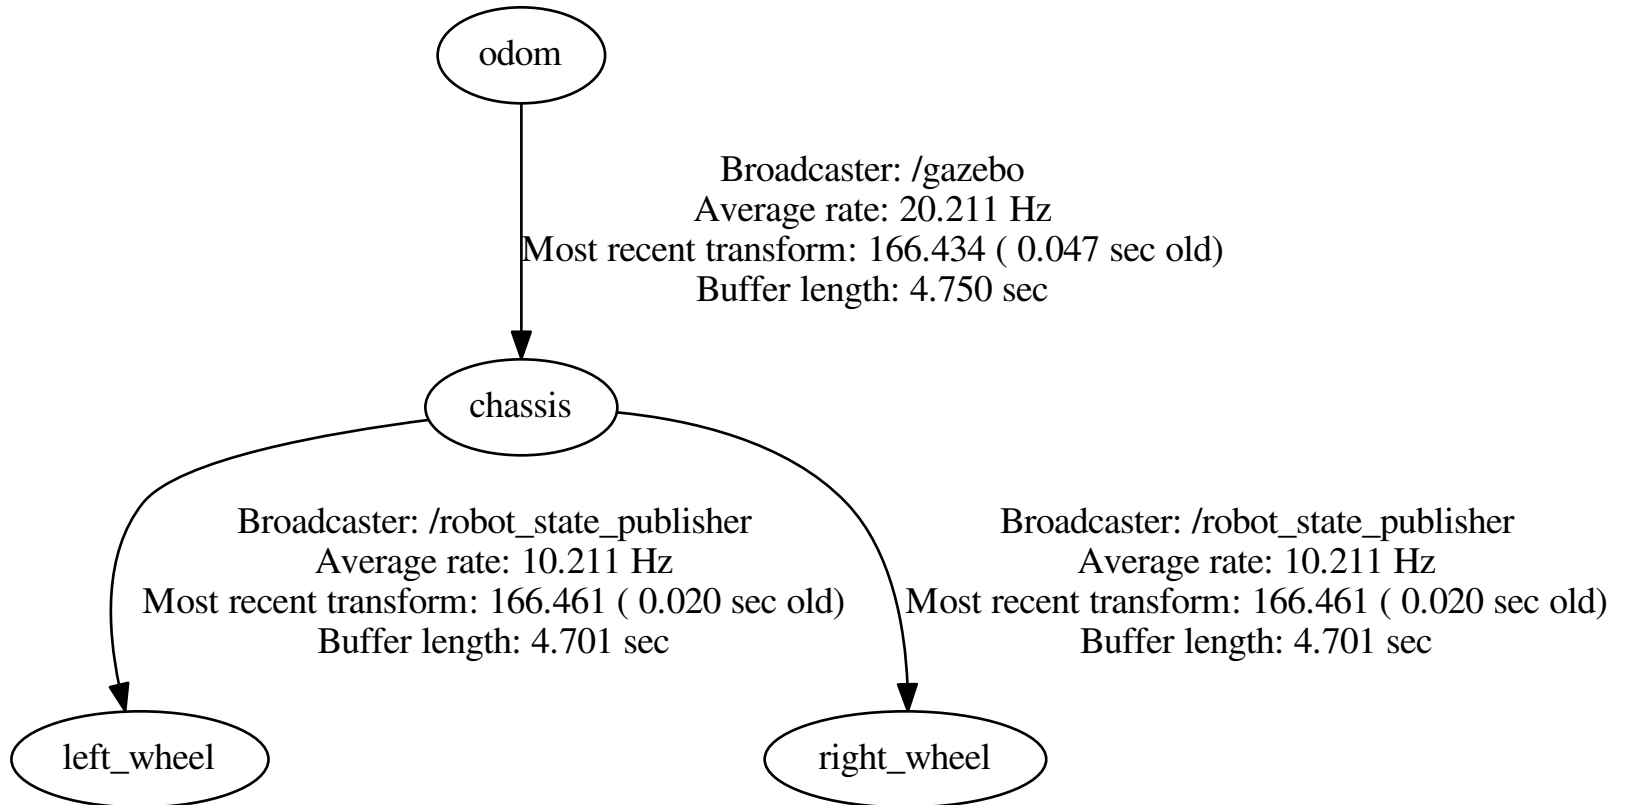 odom
Broadcaster: /gazebo
Average rate: 20.211 Hz
Most recent transform: 166.434 ( 0.047 sec old)
Buffer length: 4.750 sec
chassis
Broadcaster: /robot_state_publisher
Average rate: 10.211 Hz
Most recent transform: 166.461 ( 0.020 sec old)
Buffer length: 4.701 sec
Broadcaster: /robot_state_publisher
Average rate: 10.211 Hz
Most recent transform: 166.461 ( 0.020 sec old)
Buffer length: 4.701 sec
left_wheel
right_wheel